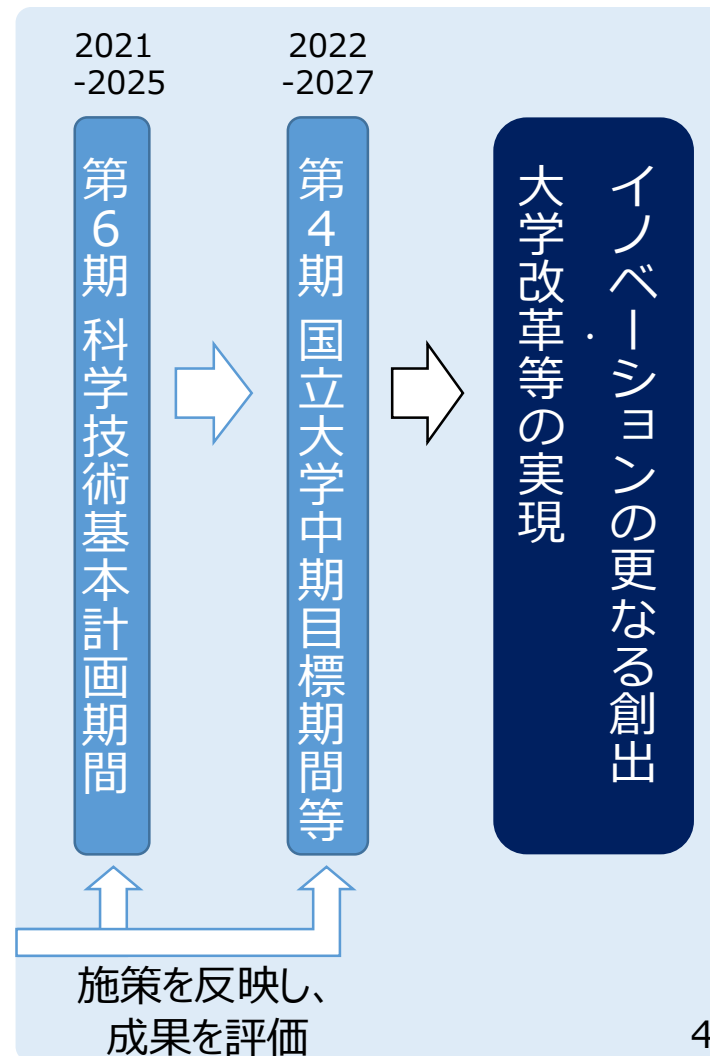 2021
-2025
2022
-2027
第6期 科学技術基本計画期間
第4期 国立大学中期目標期間等
イノベーションの更なる創出・
大学改革等の実現
施策を反映し、
成果を評価
4